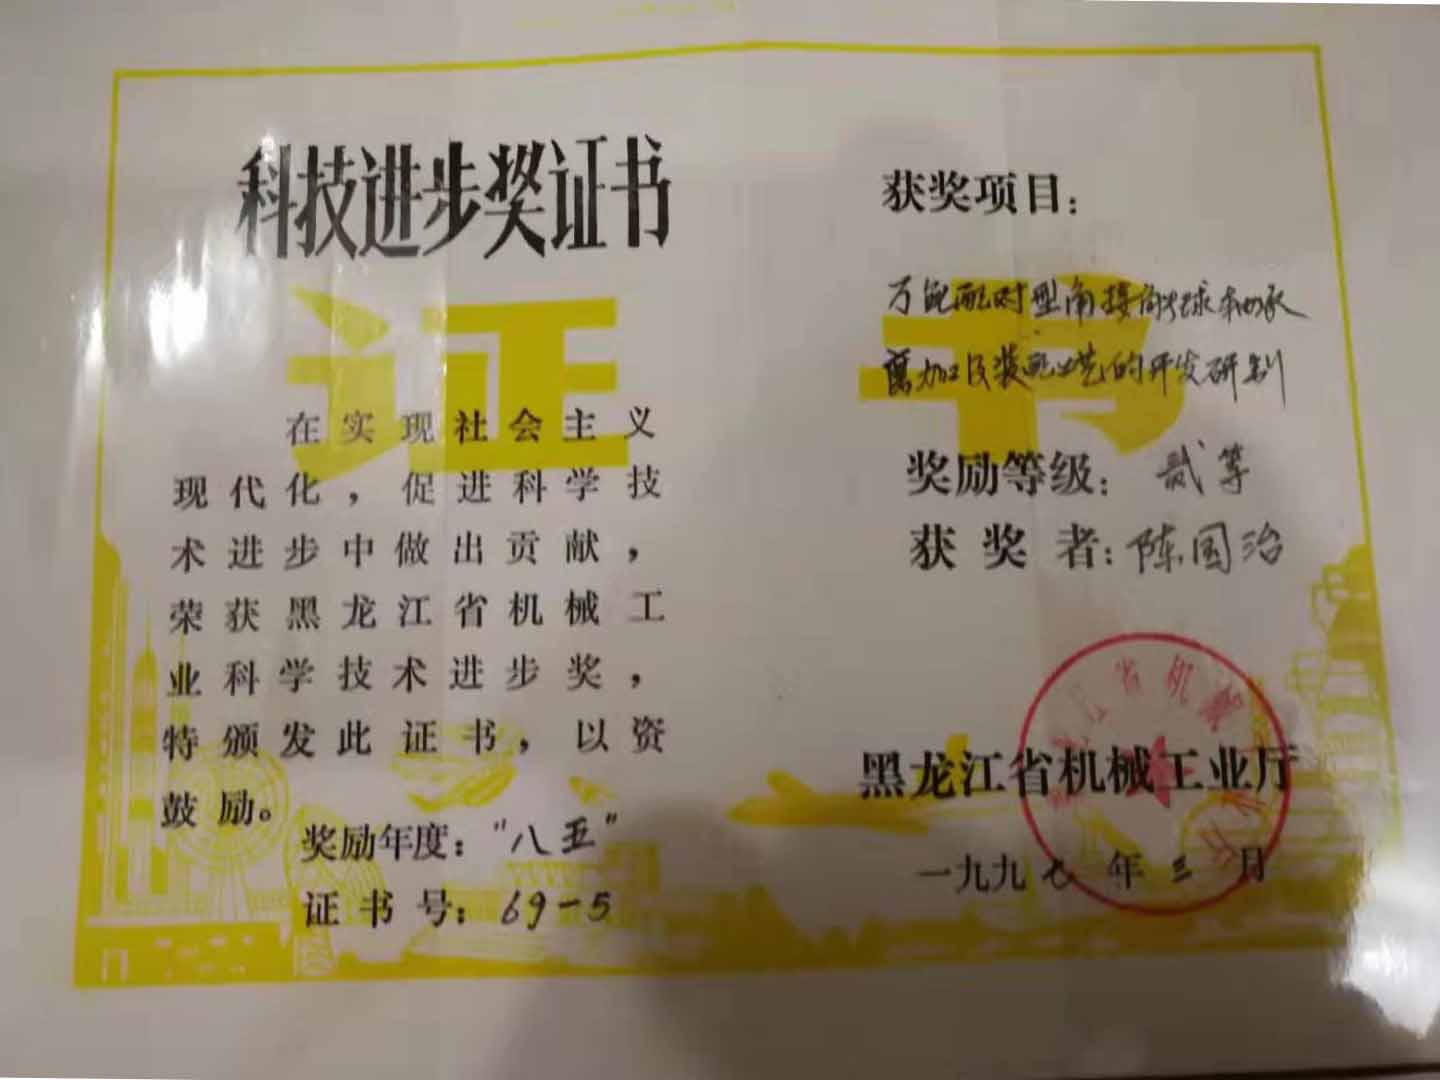 科技进步奖证书
证
在实现社会主义
现代化，促进科学技
术进步中做出贡献，
荣获黑龙江省机械工
业科学技术进步奖，
特颁发此证书，以资
鼓励。
奖励年度："八五"
证书号：69-5
书
获奖项目：
万能配对型角接触球轴承
磨加及装配工艺的开发研制
奖励等级：贰等
获奖者：陈国治
黑龙江省机械工业厅
一九九七年三月